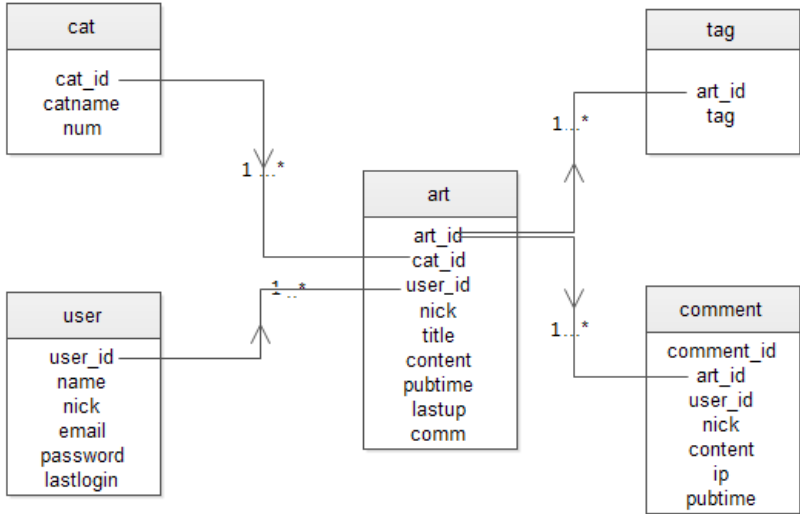 cat
cat_id
catname
num
tag
art_id
tag
1...*
1 ...*
art
art_id
cat_id
user_id
nick
title
content
pubtime
lastup
comm
1...*
user
user_id
name
nick
email
password
lastlogin
1...*
comment
comment_id
art_id
user_id
nick
content
ip
pubtime